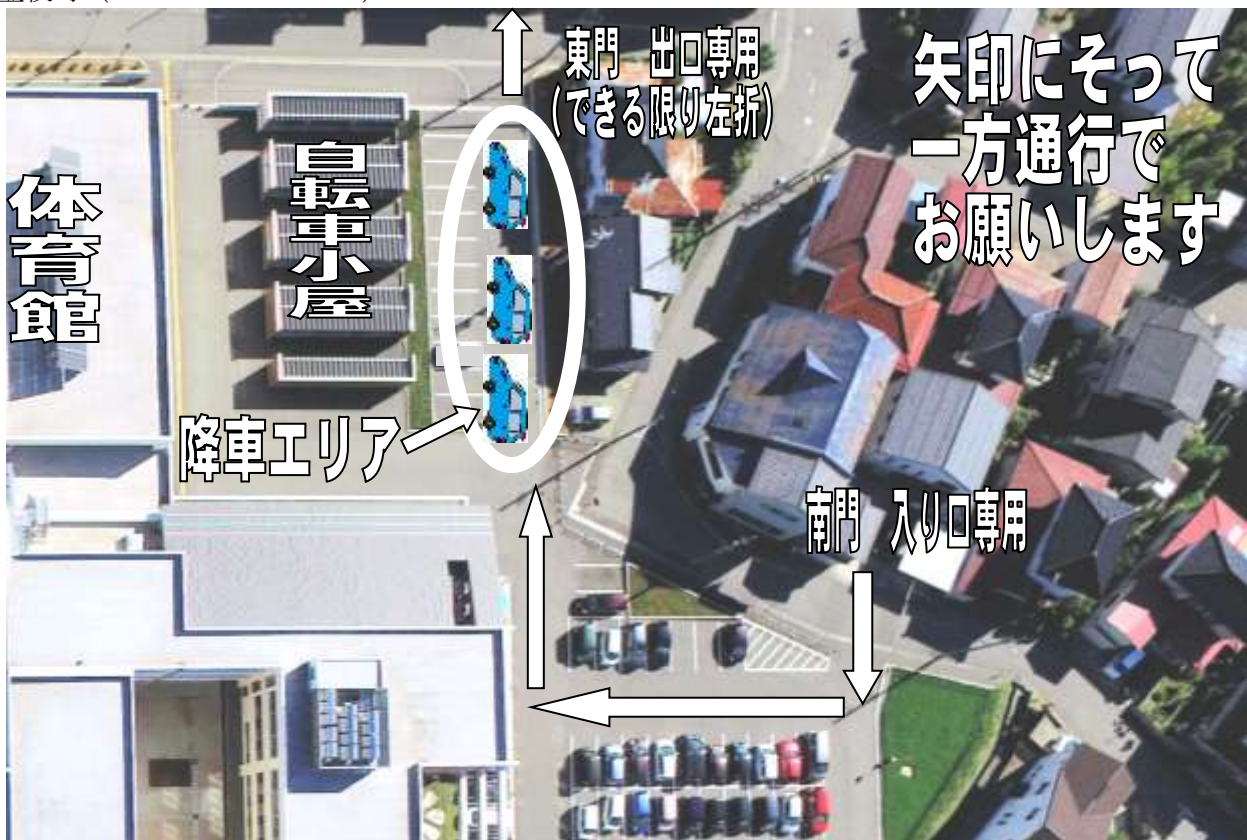 東門　出口専用
（できる限り左折）
矢印にそって
一方通行で
お願いします
体育館
自転車小屋
降車エリア
南門　入り口専用